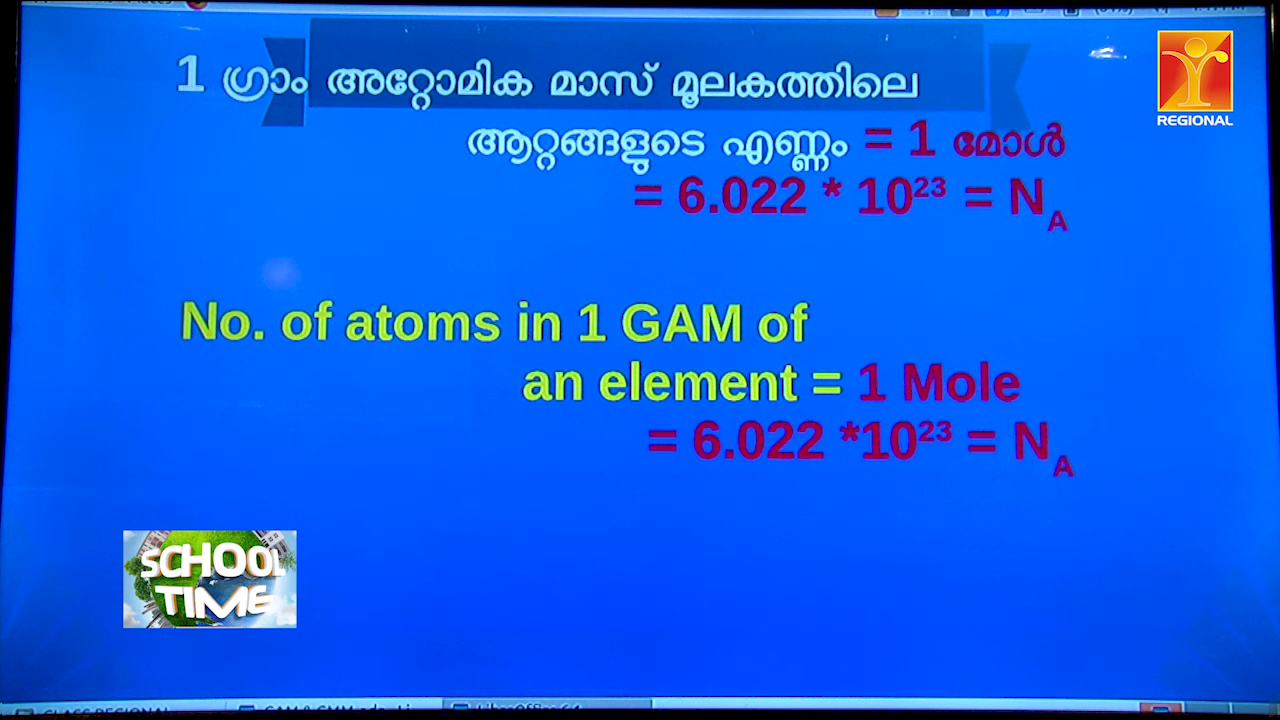 1 ഗ്രാം അറ്റോമിക മാസ് മൂലകത്തിലെ
ആറ്റങ്ങളുടെ എണ്ണം = 1 മോൾ
= 6.022 * 10²³ = N_A
REGIONAL
No. of atoms in 1 GAM of
an element = 1 Mole
= 6.022 *10²³ = N_A
SCHOOL
TIME